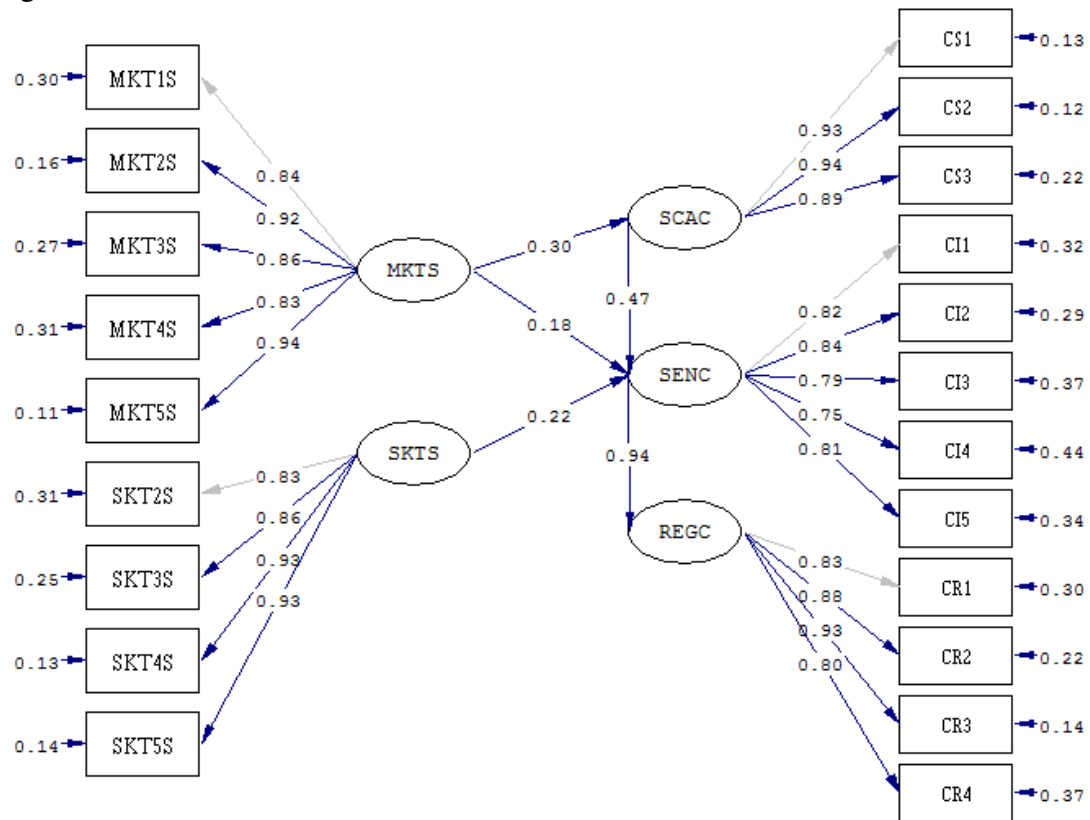 g
0.30 MKT1S
0.16 MKT2S
0.27 MKT3S
0.31 MKT4S
0.11 MKT5S
0.31 SKT2S
0.25 SKT3S
0.13 SKT4S
0.14 SKT5S
0.84
0.92
0.86
0.83
0.94
MKTS
0.83
0.86
0.93
0.93
SKTS
0.30
0.18
0.22
SCAC
0.47
SENC
0.94
REGC
0.93
0.94
0.89
0.82
0.84
0.79
0.75
0.81
0.83
0.88
0.93
0.80
CS1 0.13
CS2 0.12
CS3 0.22
CI1 0.32
CI2 0.29
CI3 0.37
CI4 0.44
CI5 0.34
CR1 0.30
CR2 0.22
CR3 0.14
CR4 0.37